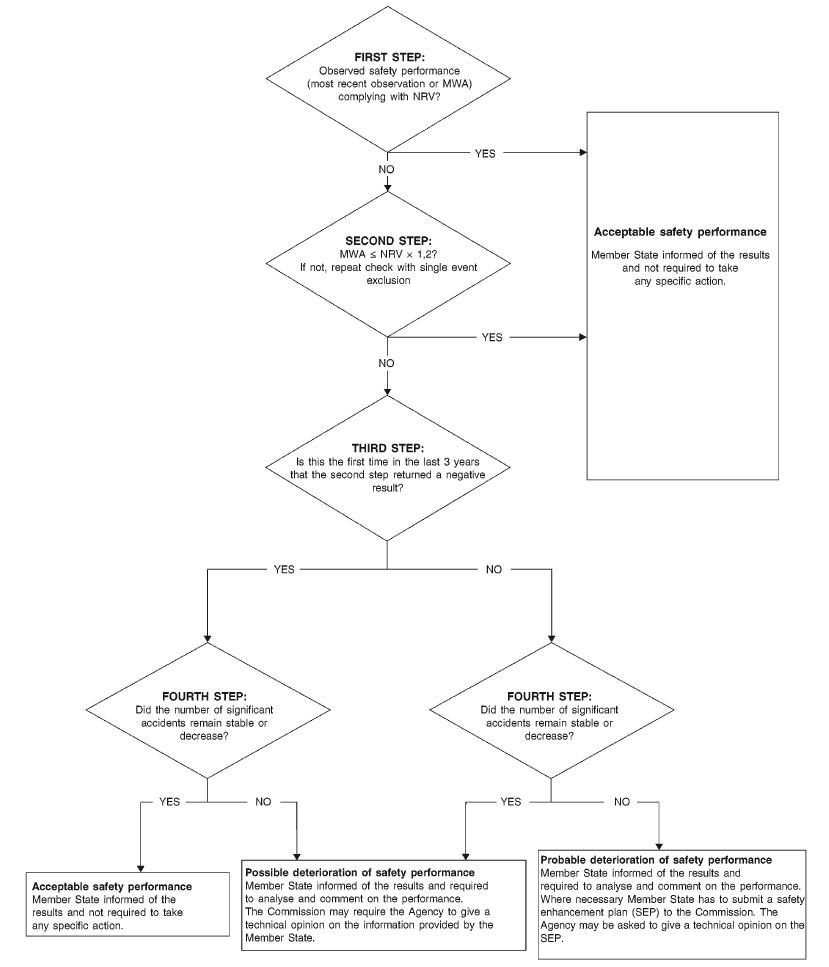 FIRST STEP:
Observed safety performance
(most recent observation or MWA)
complying with NRV?
YES
NO
Acceptable safety performance
Member State informed of the results
and not required to take
any specific action.
SECOND STEP:
MWA ≤ NRV × 1,2?
If not, repeat check with single event
exclusion
YES
NO
THIRD STEP:
Is this the first time in the last 3 years
that the second step returned a negative
result?
YES
NO
FOURTH STEP:
Did the number of significant
accidents remain stable or
decrease?
FOURTH STEP:
Did the number of significant
accidents remain stable or
decrease?
YES
NO
YES
NO
Acceptable safety performance
Member State informed of the
results and not required to take
any specific action.
Possible deterioration of safety performance
Member State informed of the results and required
to analyse and comment on the performance.
The Commission may require the Agency to give a
technical opinion on the information provided by the
Member State.
Probable deterioration of safety performance
Member State informed of the results and
required to analyse and comment on the performance.
Where necessary Member State has to submit a safety
enhancement plan (SEP) to the Commission. The
Agency may be asked to give a technical opinion on the
SEP.